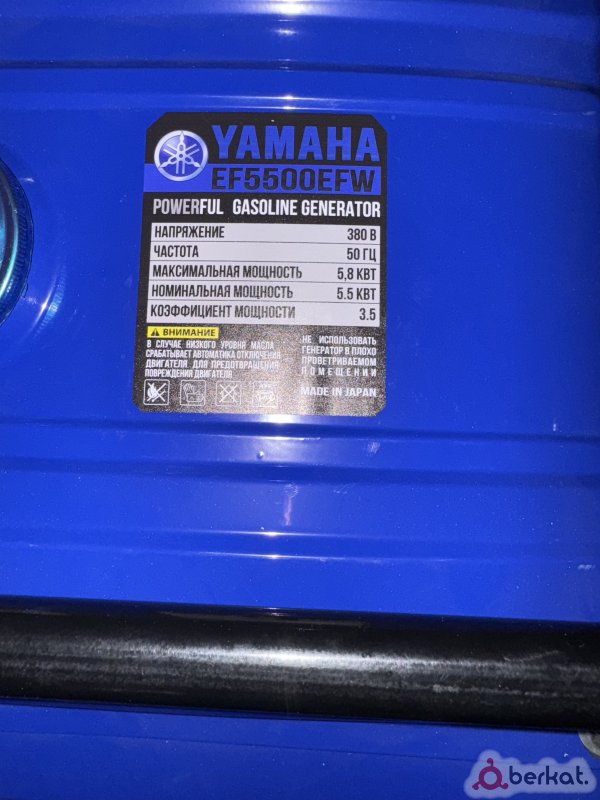 YAMAHA
EF5500EFW
POWERFUL GASOLINE GENERATOR
НАПРЯЖЕНИЕ 380 В
ЧАСТОТА 50 ГЦ
МАКСИМАЛЬНАЯ МОЩНОСТЬ 5,8 КВТ
НОМИНАЛЬНАЯ МОЩНОСТЬ 5.5 КВТ
КОЭФФИЦИЕНТ МОЩНОСТИ 3.5
ВНИМАНИЕ
В СЛУЧАЕ НИЗКОГО УРОВНЯ МАСЛА
СРАБАТЫВАЕТ АВТОМАТИКА ОТКЛЮЧЕНИЯ
ДВИГАТЕЛЯ ДЛЯ ПРЕДОТВРАЩЕНИЯ
ПОВРЕЖДЕНИЯ ДВИГАТЕЛЯ
НЕ ИСПОЛЬЗОВАТЬ
ГЕНЕРАТОР В ПЛОХО
ПРОВЕТРИВАЕМОМ
ПОМЕЩЕНИИ
MADE IN JAPAN
berkat.